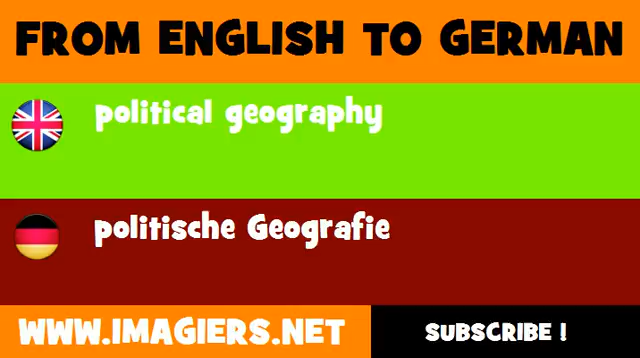 FROM ENGLISH TO GERMAN
political geography
politische Geografie
WWW.IMAGIERS.NET
SUBSCRIBE !